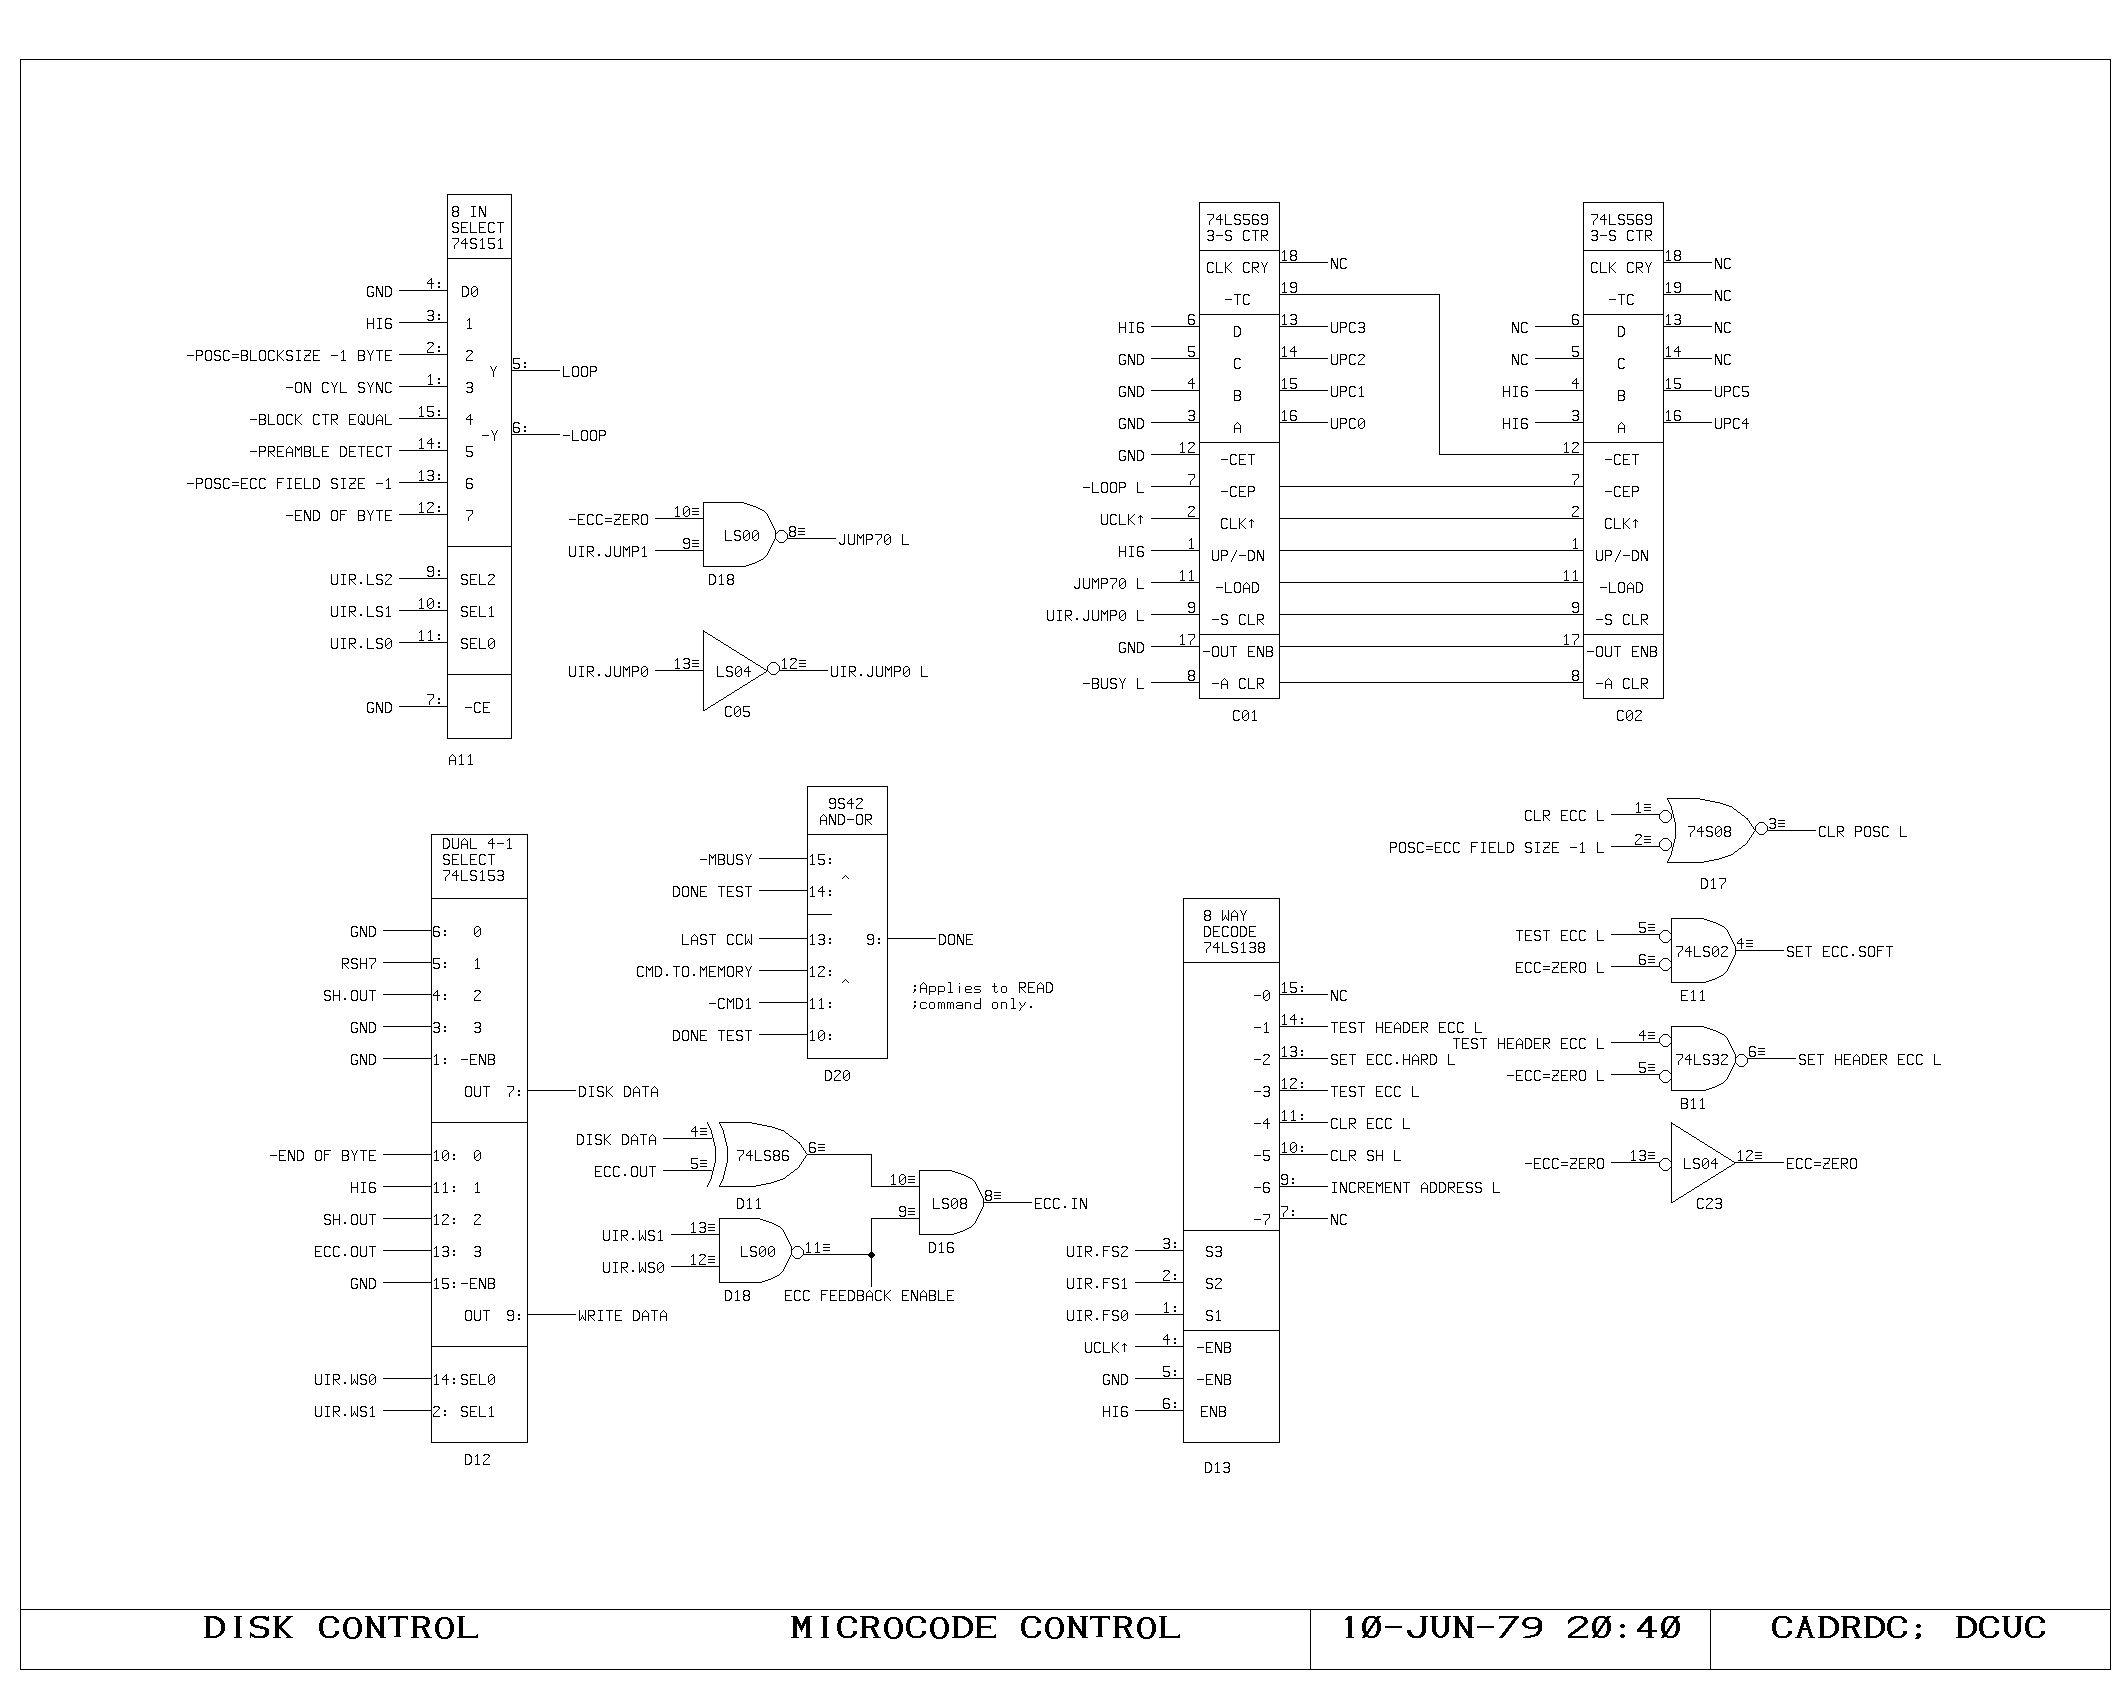 8 IN
SELECT
74S151
GND 4: D0
HI6 3: 1
-POSC=BLOCKSIZE -1 BYTE 2: 2
-ON CYL SYNC 1: 3
-BLOCK CTR EQUAL 15: 4
-PREAMBLE DETECT 14: 5
-POSC=ECC FIELD SIZE -1 13: 6
-END OF BYTE 12: 7
Y 5: LOOP
-Y 6: -LOOP
UIR.LS2 9: SEL2
UIR.LS1 10: SEL1
UIR.LS0 11: SEL0
GND 7: -CE
A11
-ECC=ZERO 10≡
UIR.JUMP1 9≡
LS00 8≡ JUMP70 L
D18
UIR.JUMP0 13≡ LS04 12≡ UIR.JUMP0 L
C05
74LS569
3-S CTR
CLK CRY 18 NC
-TC 19
HI6 6 D 13 UPC3
GND 5 C 14 UPC2
GND 4 B 15 UPC1
GND 3 A 16 UPC0
GND 12 -CET
-LOOP L 7 -CEP
UCLK↑ 2 CLK↑
HI6 1 UP/-DN
JUMP70 L 11 -LOAD
UIR.JUMP0 L 9 -S CLR
GND 17 -OUT ENB
-BUSY L 8 -A CLR
C01
74LS569
3-S CTR
CLK CRY 18 NC
-TC 19 NC
NC 6 D 13 NC
NC 5 C 14 NC
HI6 4 B 15 UPC5
HI6 3 A 16 UPC4
12 -CET
7 -CEP
2 CLK↑
1 UP/-DN
11 -LOAD
9 -S CLR
17 -OUT ENB
8 -A CLR
C02
DUAL 4-1
SELECT
74LS153
GND 6: 0
RSH7 5: 1
SH.OUT 4: 2
GND 3: 3
GND 1: -ENB
OUT 7: DISK DATA
-END OF BYTE 10: 0
HI6 11: 1
SH.OUT 12: 2
ECC.OUT 13: 3
GND 15: -ENB
OUT 9: WRITE DATA
UIR.WS0 14: SEL0
UIR.WS1 2: SEL1
D12
9S42
AND-OR
-MBUSY 15:
^
DONE TEST 14:
LAST CCW 13: 9: DONE
CMD.TO.MEMORY 12:
^
-CMD1 11:
DONE TEST 10:
D20
;Applies to READ
;command only.
DISK DATA 4≡
ECC.OUT 5≡
74LS86 6≡
D11
UIR.WS1 13≡
UIR.WS0 12≡
LS00 11≡
D18
ECC FEEDBACK ENABLE
10≡
9≡
LS08 8≡ ECC.IN
D16
8 WAY
DECODE
74LS138
-0 15: NC
-1 14: TEST HEADER ECC L
-2 13: SET ECC.HARD L
-3 12: TEST ECC L
-4 11: CLR ECC L
-5 10: CLR SH L
-6 9: INCREMENT ADDRESS L
-7 7: NC
UIR.FS2 3: S3
UIR.FS1 2: S2
UIR.FS0 1: S1
UCLK↑ 4: -ENB
GND 5: -ENB
HI6 6: ENB
D13
CLR ECC L 1≡
POSC=ECC FIELD SIZE -1 L 2≡
74S08 3≡ CLR POSC L
D17
TEST ECC L 5≡
ECC=ZERO L 6≡
74LS02 4≡ SET ECC.SOFT
E11
TEST HEADER ECC L 4≡
-ECC=ZERO L 5≡
74LS32 6≡ SET HEADER ECC L
B11
-ECC=ZERO 13≡ LS04 12≡ ECC=ZERO
C23
DISK CONTROL MICROCODE CONTROL 10-JUN-79 20:40 CADRDC; DCUC